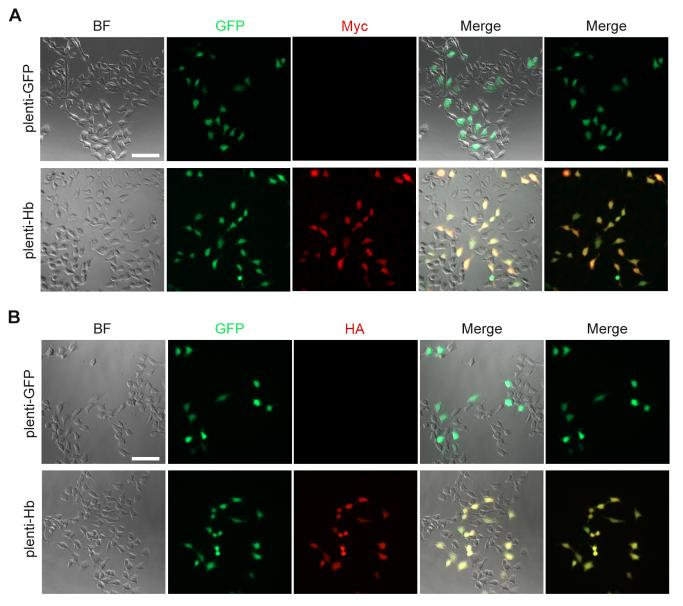 A
BF GFP Myc Merge Merge
plenti-GFP
plenti-Hb
B
BF GFP HA Merge Merge
plenti-GFP
plenti-Hb